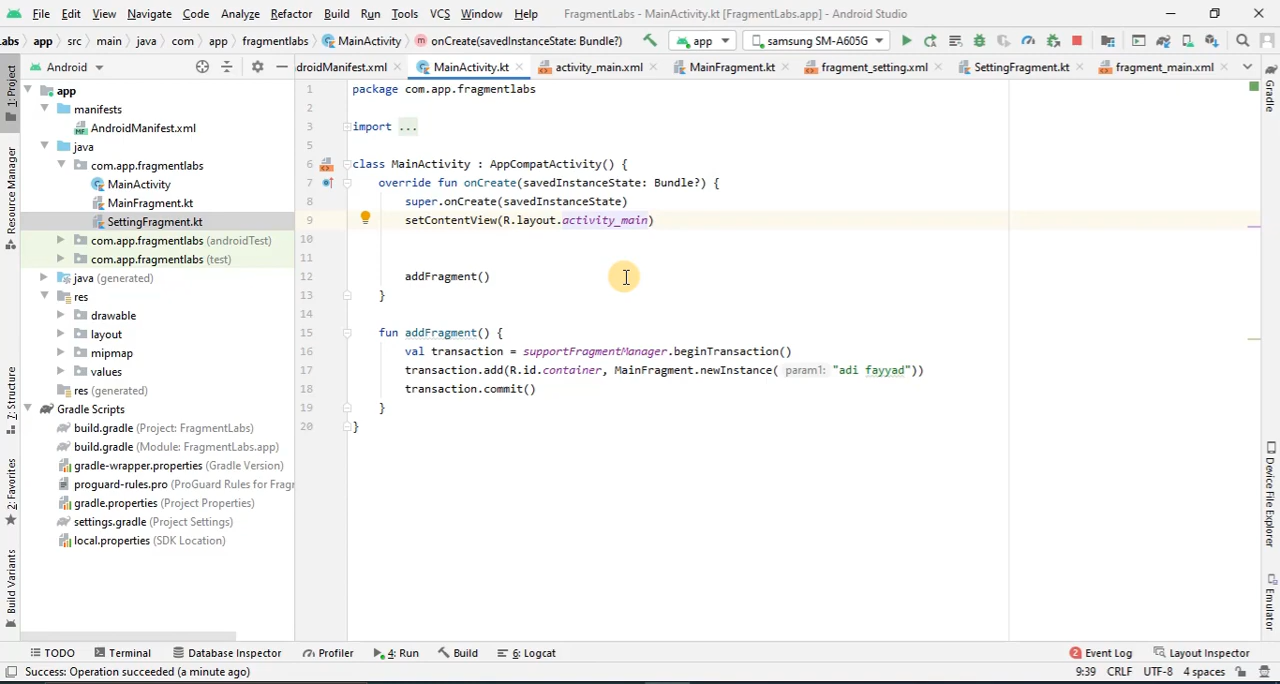 File Edit View Navigate Code Analyze Refactor Build Run Tools VCS Window Help FragmentLabs - MainActivity.kt [FragmentLabs.app] - Android Studio
abs app src main java com app fragmentlabs MainActivity onCreate(savedInstanceState: Bundle?) app samsung SM-A605G
Android droidManifest.xml MainActivity.kt activity_main.xml MainFragment.kt fragment_setting.xml SettingFragment.kt fragment_main.xml
1: Project
Resource Manager
7: Structure
2: Favorites
Build Variants
app
manifests
AndroidManifest.xml
java
com.app.fragmentlabs
MainActivity
MainFragment.kt
SettingFragment.kt
com.app.fragmentlabs (androidTest)
com.app.fragmentlabs (test)
java (generated)
res
drawable
layout
mipmap
values
res (generated)
Gradle Scripts
build.gradle (Project: FragmentLabs)
build.gradle (Module: FragmentLabs.app)
gradle-wrapper.properties (Gradle Version)
proguard-rules.pro (ProGuard Rules for Fragr
gradle.properties (Project Properties)
settings.gradle (Project Settings)
local.properties (SDK Location)
1 package com.app.fragmentlabs
2
3 import ...
5
6 class MainActivity : AppCompatActivity() {
7 override fun onCreate(savedInstanceState: Bundle?) {
8 super.onCreate(savedInstanceState)
9 setContentView(R.layout.activity_main)
10
11
12 addFragment()
13 }
14
15 fun addFragment() {
16 val transaction = supportFragmentManager.beginTransaction()
17 transaction.add(R.id.container, MainFragment.newInstance( param1: "adi fayyad"))
18 transaction.commit()
19 }
20 }
Gradle
Device File Explorer
Emulator
TODO Terminal Database Inspector Profiler 4: Run Build 6: Logcat 2 Event Log Layout Inspector
Success: Operation succeeded (a minute ago) 9:39 CRLF UTF-8 4 spaces